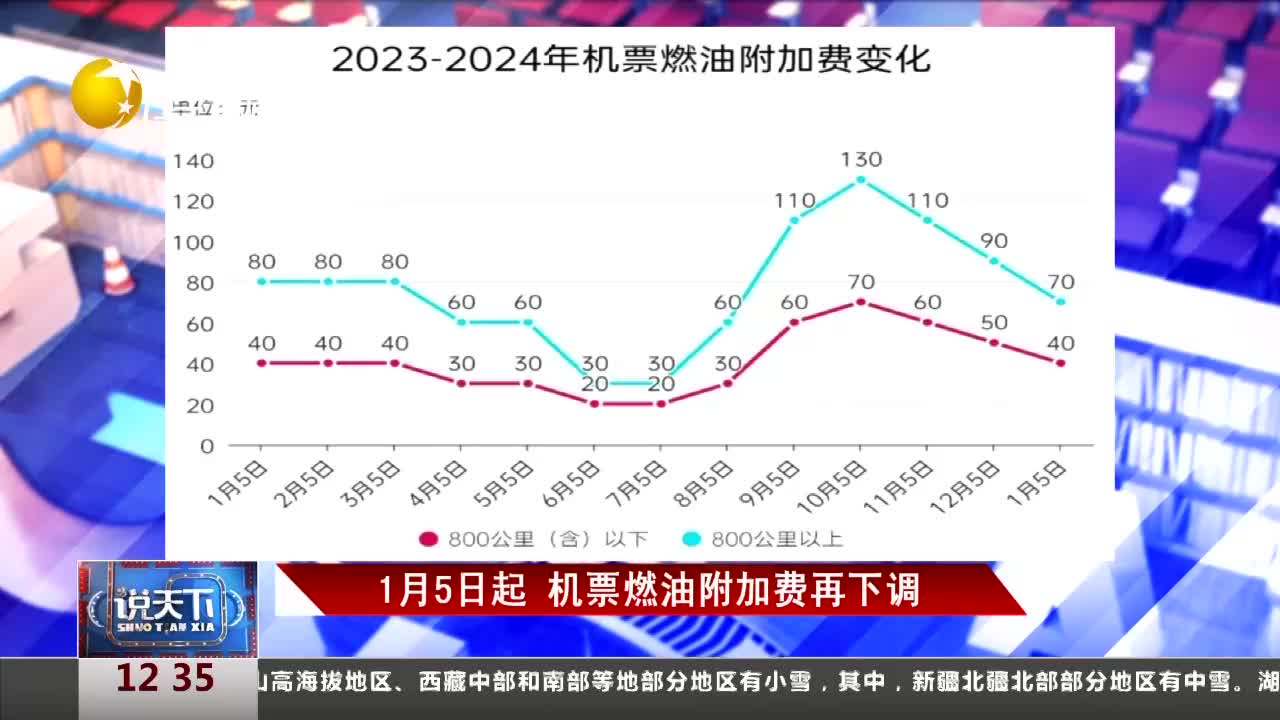 2023-2024年机票燃油附加费变化
单位：元
140
120
100
80
60
40
20
0
80 80 80 60 60 30 30 60 110 130 110 90 70
40 40 40 30 30 20 20 30 60 70 60 50 40
1月5日 2月5日 3月5日 4月5日 5月5日 6月5日 7月5日 8月5日 9月5日 10月5日 11月5日 12月5日 1月5日
800公里（含）以下 800公里以上
1月5日起 机票燃油附加费再下调
说天下
SHUO TIAN XIA
12 35
山高海拔地区、西藏中部和南部等地部分地区有小雪，其中，新疆北疆北部部分地区有中雪。湖